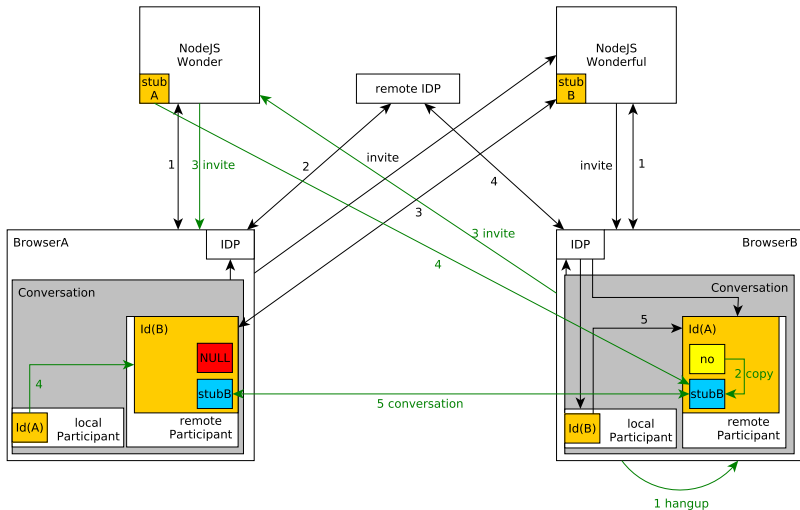 NodeJS
Wonder
stub
A
remote IDP
NodeJS
Wonderful
stub
B
1
3 invite
2
invite
4
3
invite
1
3 invite
4
BrowserA
IDP
Conversation
Id(B)
NULL
stubB
4
Id(A)
local
Participant
remote
Participant
5 conversation
IDP
BrowserB
Conversation
5
Id(A)
no
2 copy
stubB
Id(B)
local
Participant
remote
Participant
1 hangup